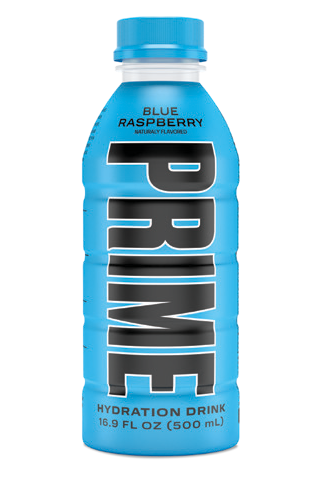 BLUE
RASPBERRY
NATURALLY FLAVORED
PRIME
HYDRATION DRINK
16.9 FL OZ (500 mL)